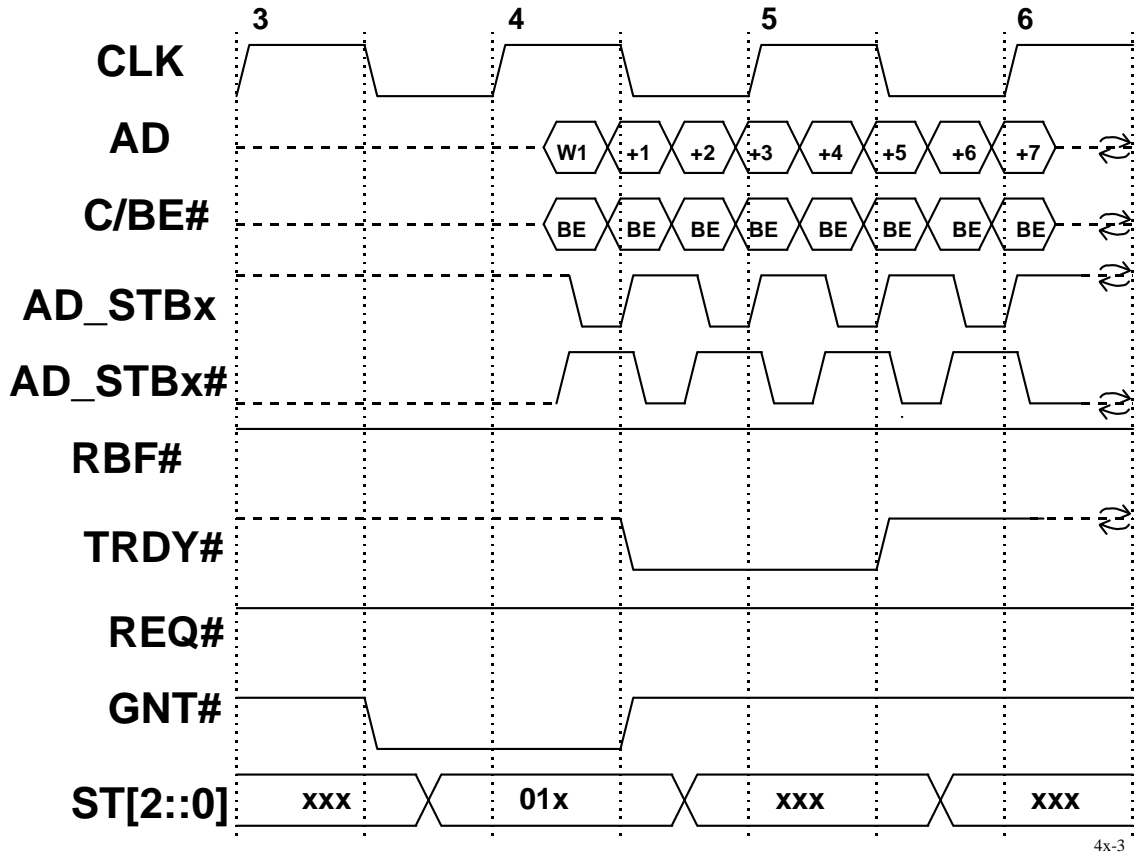 3 4 5 6
CLK
AD W1 +1 +2 +3 +4 +5 +6 +7
C/BE# BE BE BE BE BE BE BE BE
AD_STBx
AD_STBx#
RBF#
TRDY#
REQ#
GNT#
ST[2::0] xxx 01x xxx xxx
4x-3